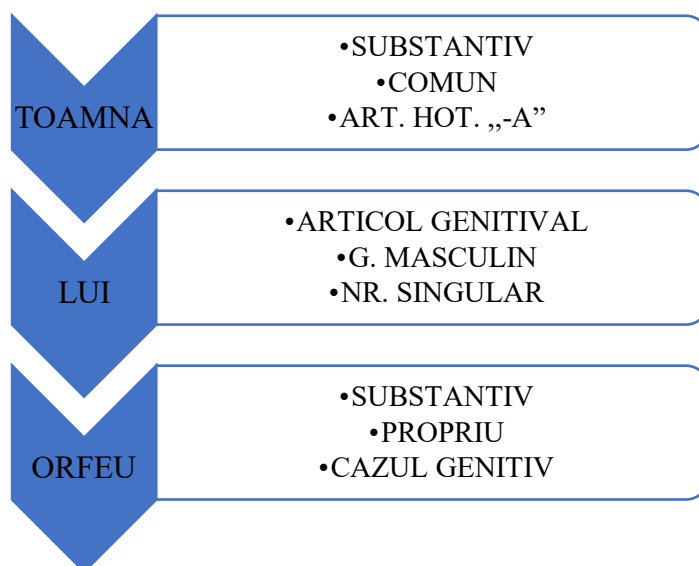 TOAMNA
•SUBSTANTIV
•COMUN
•ART. HOT. „-A”
LUI
•ARTICOL GENITIVAL
•G. MASCULIN
•NR. SINGULAR
ORFEU
•SUBSTANTIV
•PROPRIU
•CAZUL GENITIV